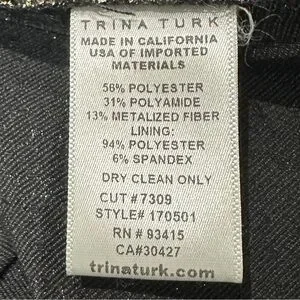 TRINA TURK
MADE IN CALIFORNIA
USA OF IMPORTED
MATERIALS
56% POLYESTER
31% POLYAMIDE
13% METALIZED FIBER
LINING:
94% POLYESTER
6% SPANDEX
DRY CLEAN ONLY
CUT #7309
STYLE# 170501
RN # 93415
CA#30427
trinaturk.com